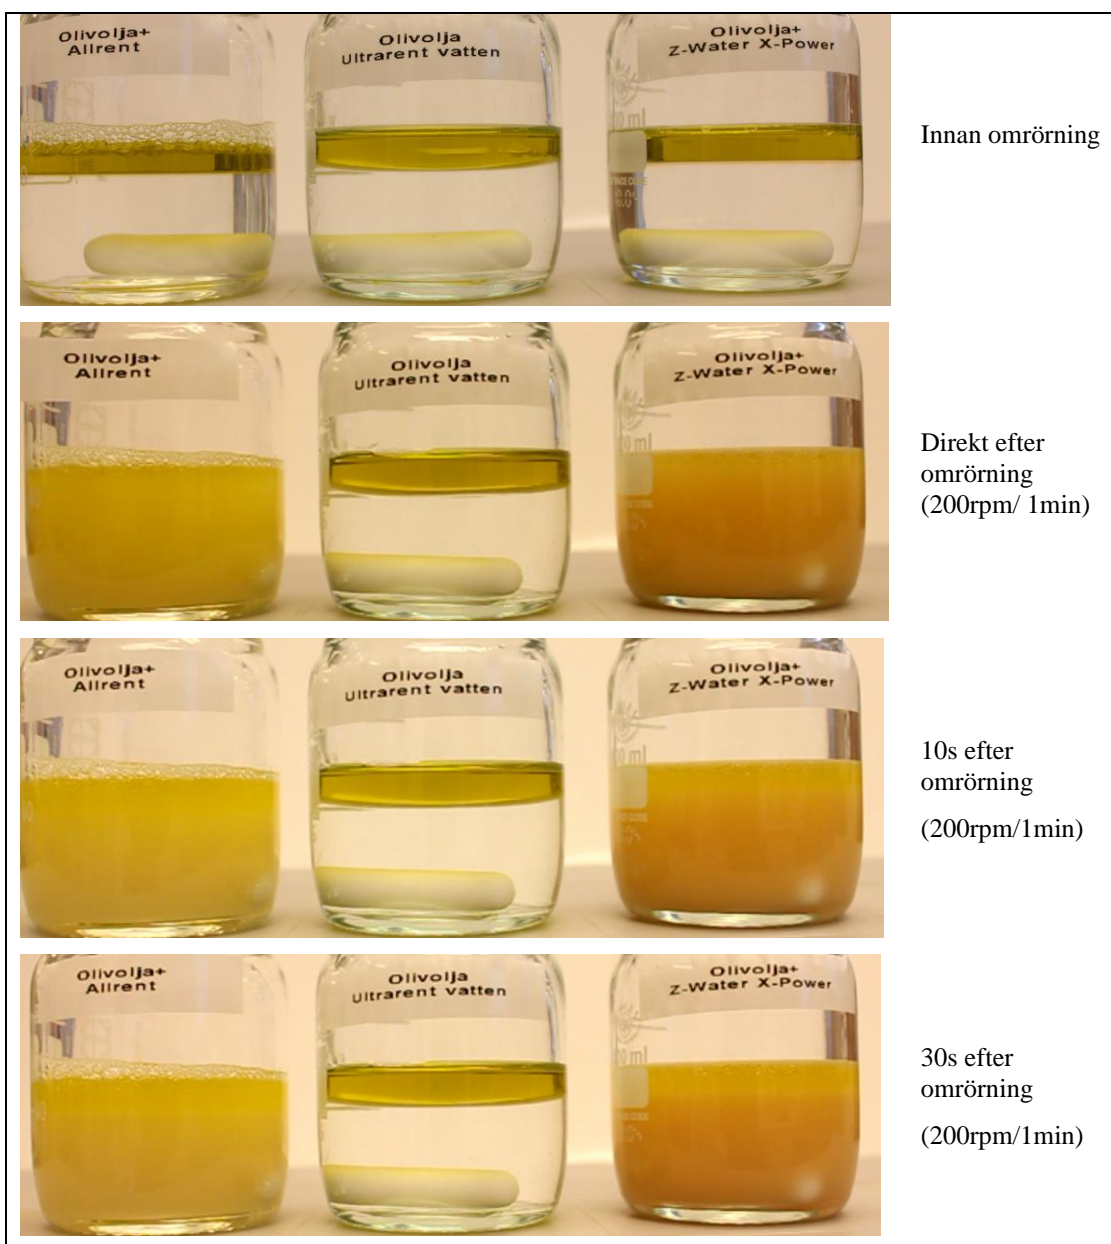 Olivolja+
Allrent
Olivolja
Ultrarent vatten
Olivolja+
Z-Water X-Power
Innan omrörning
Olivolja+
Allrent
Olivolja
Ultrarent vatten
Olivolja+
Z-Water X-Power
Direkt efter
omrörning
(200rpm/ 1min)
Olivolja+
Allrent
Olivolja
Ultrarent vatten
Olivolja+
Z-Water X-Power
ml
10s efter
omrörning
(200rpm/1min)
Olivolja+
Allrent
Olivolja
Ultrarent vatten
Olivolja+
Z-Water X-Power
ml
30s efter
omrörning
(200rpm/1min)